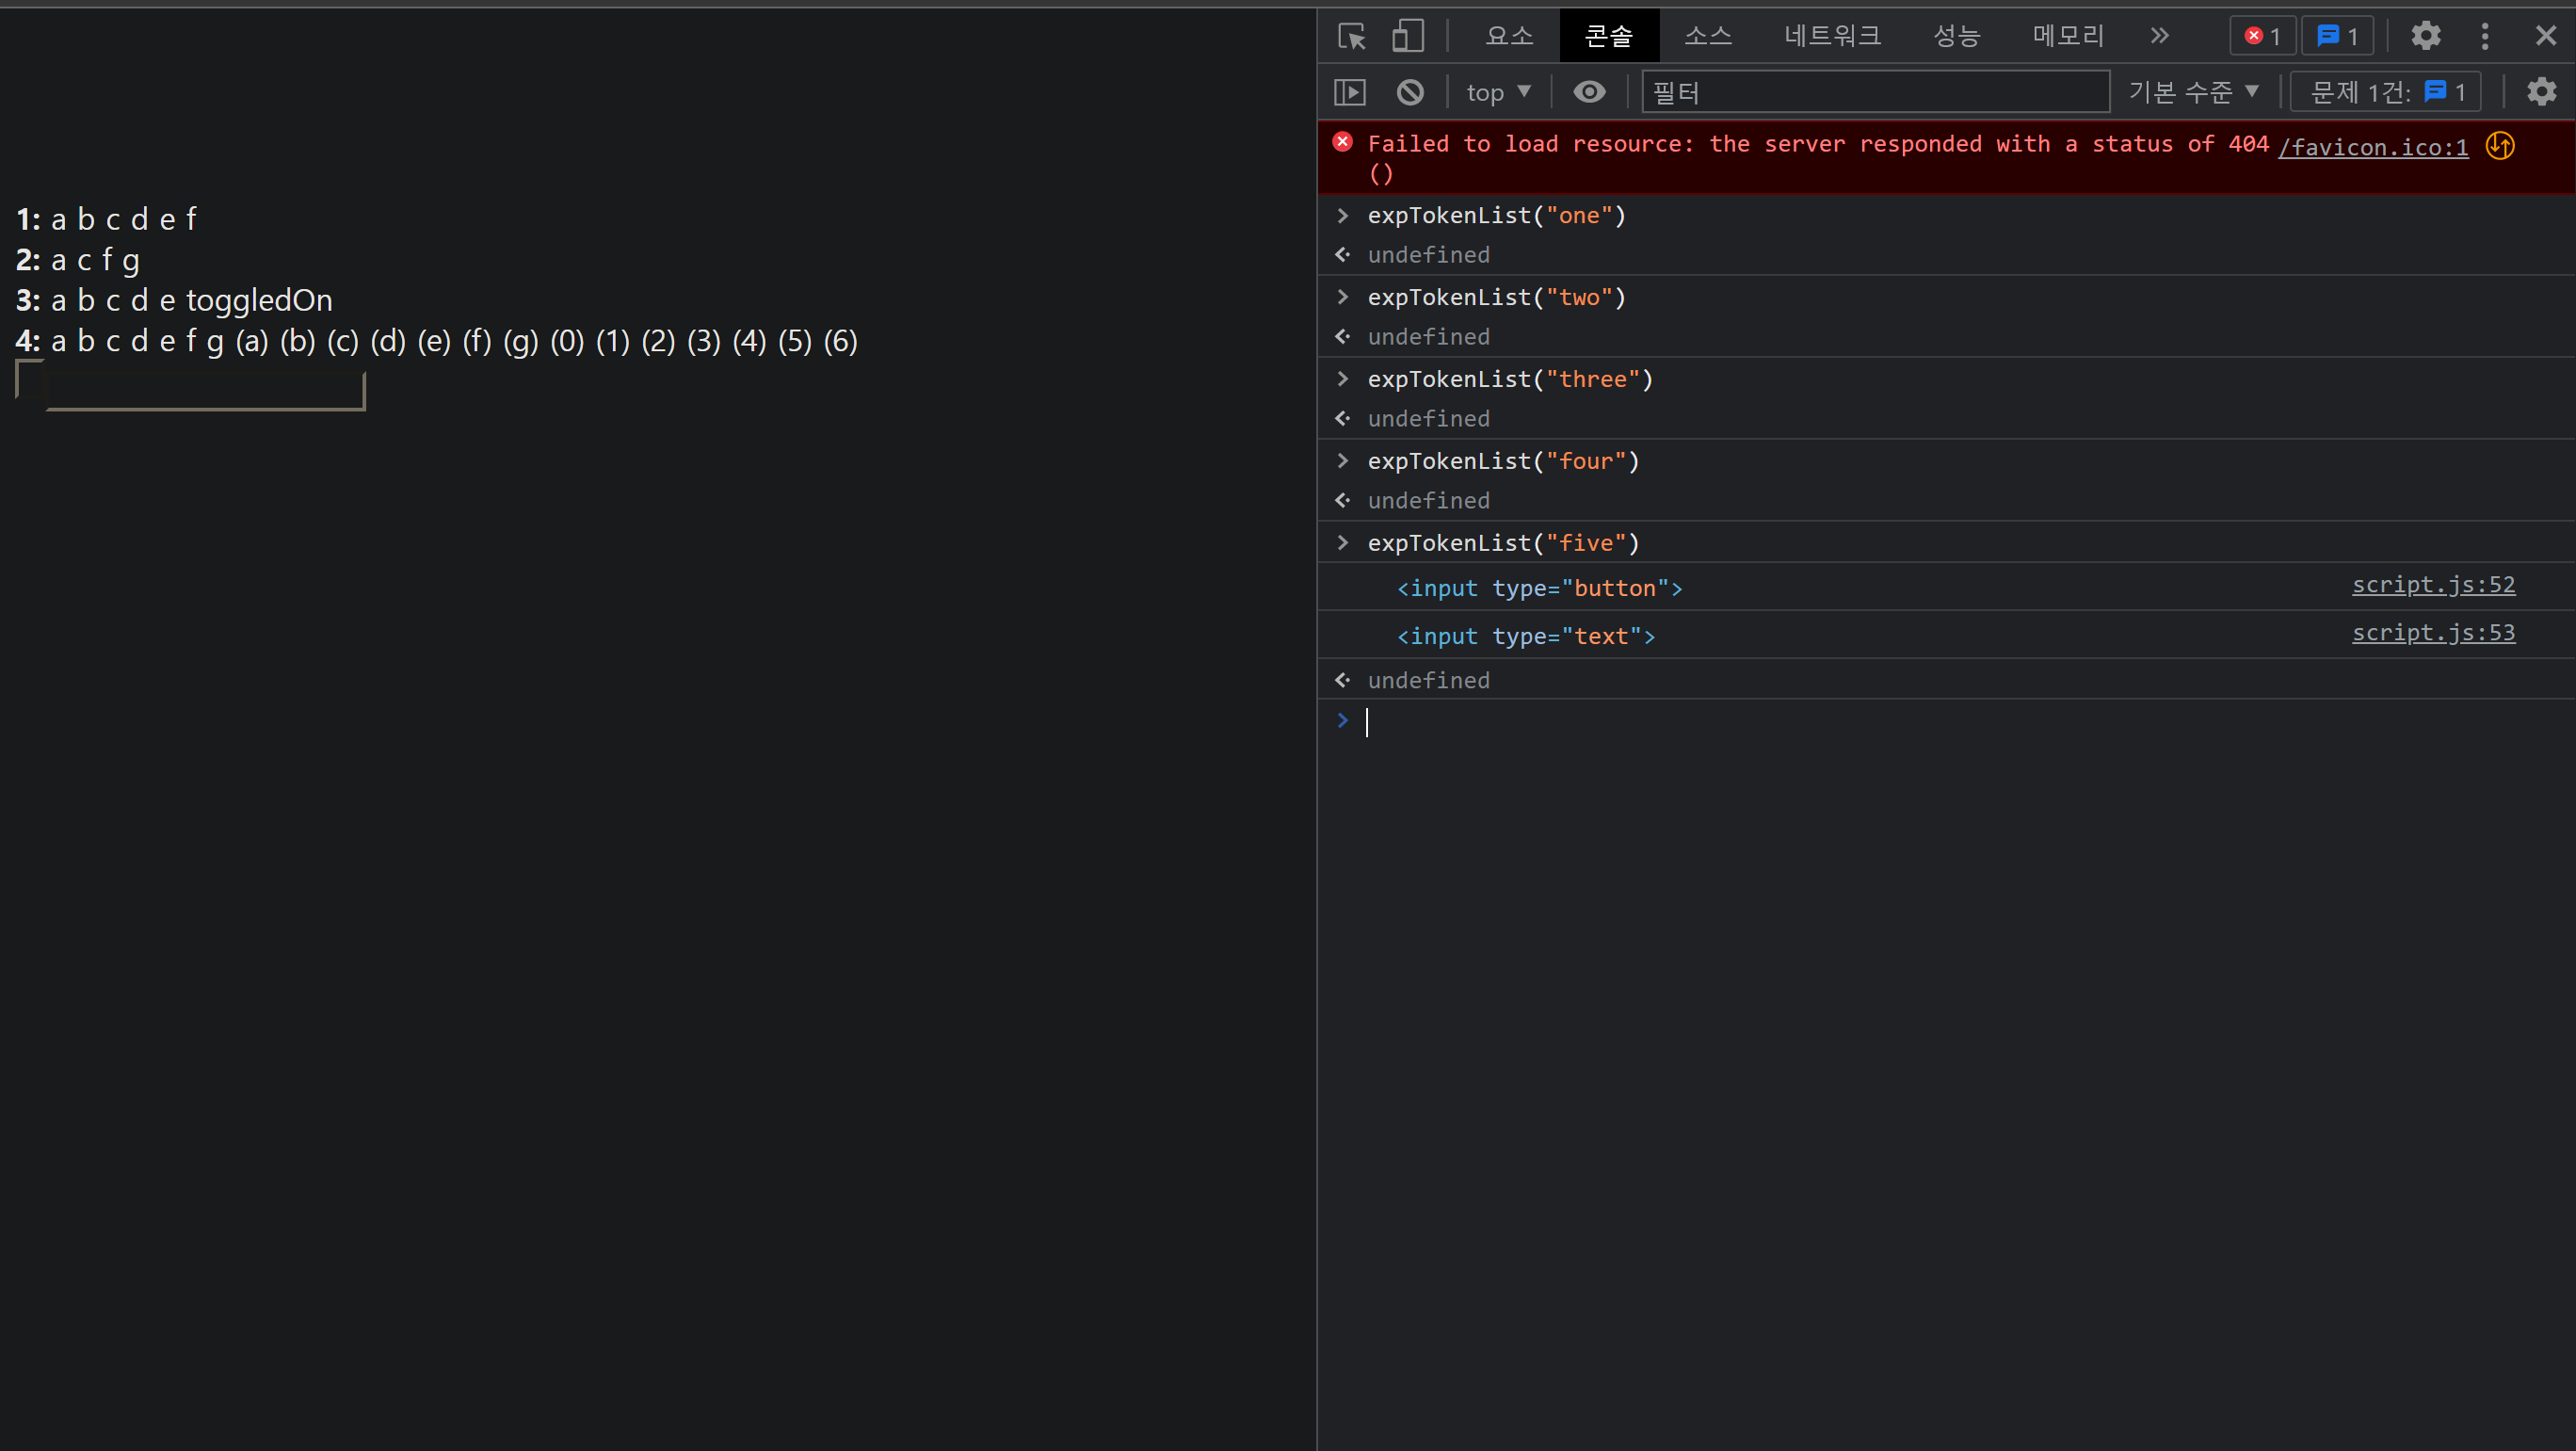 1: a b c d e f
2: a c f g
3: a b c d e toggledOn
4: a b c d e f g (a) (b) (c) (d) (e) (f) (g) (0) (1) (2) (3) (4) (5) (6)
요소 콘솔 소스 네트워크 성능 메모리 1 1
top 필터 기본 수준 문제 1건: 1
Failed to load resource: the server responded with a status of 404 /favicon.ico:1
()
expTokenList("one")
undefined
expTokenList("two")
undefined
expTokenList("three")
undefined
expTokenList("four")
undefined
expTokenList("five")
<input type="button"> script.js:52
<input type="text"> script.js:53
undefined